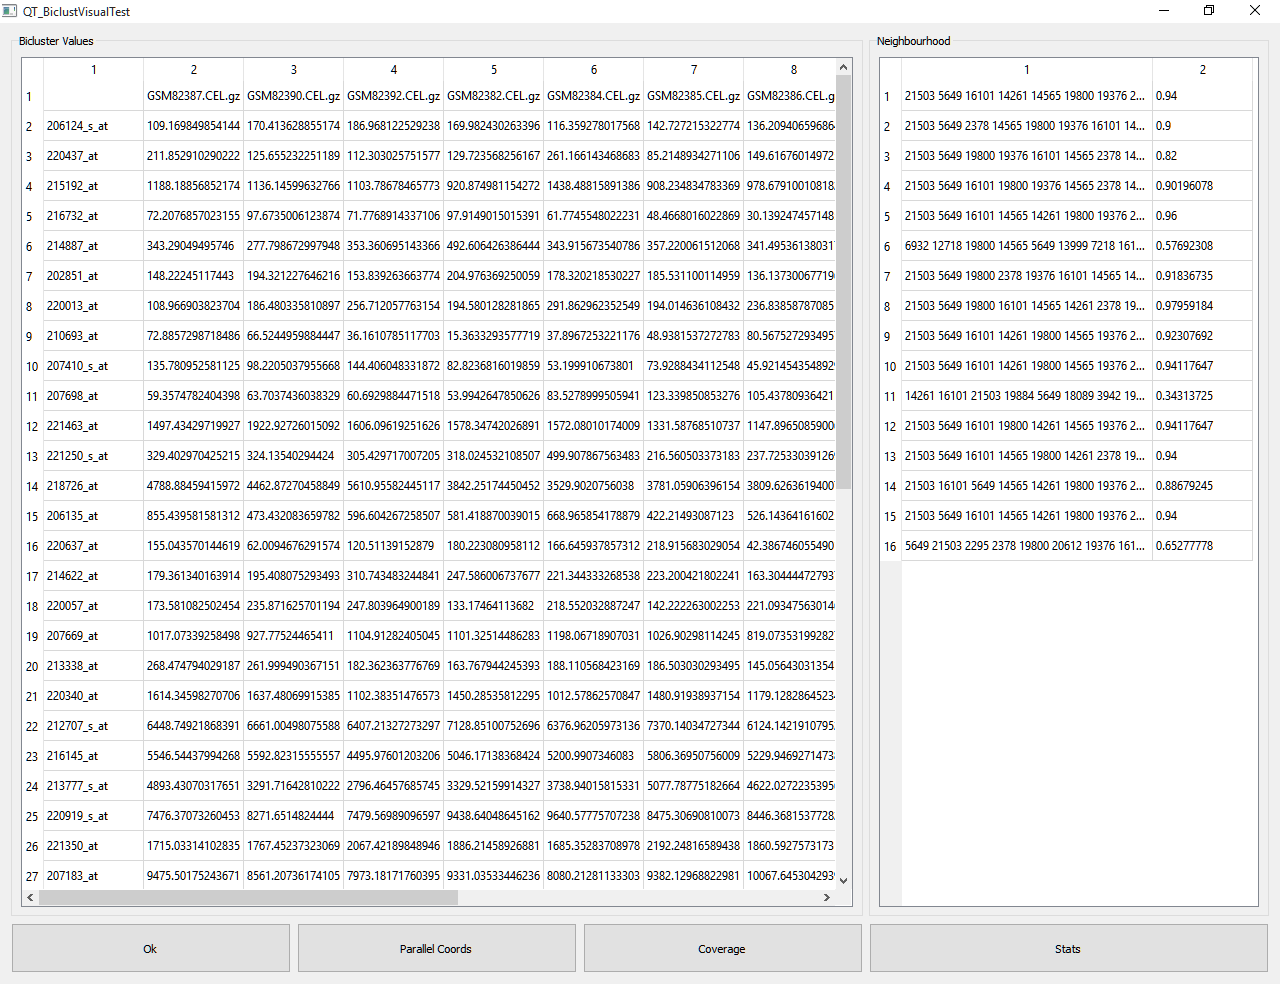 QT_BiclustVisualTest
Bicluster Values
1 2 3 4 5 6 7 8
1 GSM82387.CEL.gz GSM82390.CEL.gz GSM82392.CEL.gz GSM82382.CEL.gz GSM82384.CEL.gz GSM82385.CEL.gz GSM82386.CEL.g
2 206124_s_at 109.169849854144 170.413628855174 186.968122529238 169.982430263396 116.359278017568 142.727215322774 136.20940659686
3 220437_at 211.852910290222 125.655232251189 112.303025751577 129.723568256167 261.166143468683 85.2148934271106 149.61676014972
4 215192_at 1188.18856852174 1136.14599632766 1103.78678465773 920.874981154272 1438.48815891386 908.234834783369 978.67910010818
5 216732_at 72.2076857023155 97.6735006123874 71.7768914337106 97.9149015015391 61.7745548022231 48.4668016022869 30.139247457148
6 214887_at 343.29049495746 277.798672997948 353.360695143366 492.606426386444 343.915673540786 357.220061512068 341.49536138031
7 202851_at 148.22245117443 194.321227646216 153.839263663774 204.976369250059 178.320218530227 185.531100114959 136.13730067719
8 220013_at 108.966903823704 186.480335810897 256.712057763154 194.580128281865 291.862962352549 194.014636108432 236.83858787085
9 210693_at 72.8857298718486 66.5244959884447 36.1610785117703 15.3633293577719 37.8967253221176 48.9381537272783 80.567527293495
10 207410_s_at 135.780952581125 98.2205037955668 144.406048331872 82.8236816019859 53.199910673801 73.9288434112548 45.921454354892
11 207698_at 59.3574782404398 63.7037436038329 60.6929884471518 53.9942647850626 83.5278999505941 123.339850853276 105.43780936421
12 221463_at 1497.43429719927 1922.92726015092 1606.09619251626 1578.34742026891 1572.08010174009 1331.58768510737 1147.8965085900
13 221250_s_at 329.402970425215 324.13540294424 305.429717007205 318.024532108507 499.907867563483 216.560503373183 237.72533039126
14 218726_at 4788.88459415972 4462.87270458849 5610.95582445117 3842.25174450452 3529.9020756038 3781.05906396154 3809.6263619400
15 206135_at 855.439581581312 473.432083659782 596.604267258507 581.418870039015 668.965854178879 422.21493087123 526.14364161602
16 220637_at 155.043570144619 62.0094676291574 120.51139152879 180.223080958112 166.645937857312 218.915683029054 42.386746055490
17 214622_at 179.361340163914 195.408075293493 310.743483244841 247.586006737677 221.344333268538 223.200421802241 163.30444472793
18 220057_at 173.581082502454 235.871625701194 247.803964900189 133.17464113682 218.552032887247 142.222263002253 221.09347563014
19 207669_at 1017.07339258498 927.77524465411 1104.91282405045 1101.32514486283 1198.06718907031 1026.90298114245 819.07353199282
20 213338_at 268.474794029187 261.999490367151 182.362363776769 163.767944245393 188.110568423169 186.503030293495 145.05643031354
21 220340_at 1614.34598270706 1637.48069915385 1102.38351476573 1450.28535812295 1012.57862570847 1480.91938937154 1179.1282864523
22 212707_s_at 6448.74921868391 6661.00498075588 6407.21327273297 7128.85100752696 6376.96205973136 7370.14034727344 6124.1421910795
23 216145_at 5546.54437994268 5592.82315555557 4495.97601203206 5046.17138368424 5200.9907346083 5806.36950756009 5229.9469271473
24 213777_s_at 4893.43070317651 3291.71642810222 2796.46457685745 3329.52159914327 3738.94015815331 5077.78775182664 4622.0272235395
25 220919_s_at 7476.37073260453 8271.6514824444 7479.56989096597 9438.64048645162 9640.57775707238 8475.30690810073 8446.3681537728
26 221350_at 1715.03314102835 1767.45237323069 2067.42189848946 1886.21458926881 1685.35283708978 2192.24816589438 1860.5927573173
27 207183_at 9475.50175243671 8561.20736174105 7973.18171760395 9331.03533446236 8080.21281133303 9382.12968822981 10067.645304293
Neighbourhood
1 2
1 21503 5649 16101 14261 14565 19800 19376 2... 0.94
2 21503 5649 2378 14565 19800 19376 16101 14... 0.9
3 21503 5649 19800 19376 16101 14565 2378 14... 0.82
4 21503 5649 16101 19800 19376 14565 2378 14... 0.90196078
5 21503 5649 16101 14565 14261 19800 19376 2... 0.96
6 6932 12718 19800 14565 5649 13999 7218 161... 0.57692308
7 21503 5649 19800 2378 19376 16101 14565 14... 0.91836735
8 21503 5649 19800 16101 14565 14261 2378 19... 0.97959184
9 21503 5649 16101 14261 19800 14565 19376 2... 0.92307692
10 21503 5649 16101 14261 14565 19800 19376 2... 0.94117647
11 14261 16101 21503 19884 5649 18089 3942 19... 0.34313725
12 21503 5649 16101 19800 14261 14565 19376 2... 0.94117647
13 21503 5649 16101 14565 19800 14261 2378 19... 0.94
14 21503 16101 5649 14565 14261 19800 19376 2... 0.88679245
15 21503 5649 16101 14565 14261 19800 19376 2... 0.94
16 5649 21503 2295 2378 19800 20612 19376 161... 0.65277778
Ok
Parallel Coords
Coverage
Stats